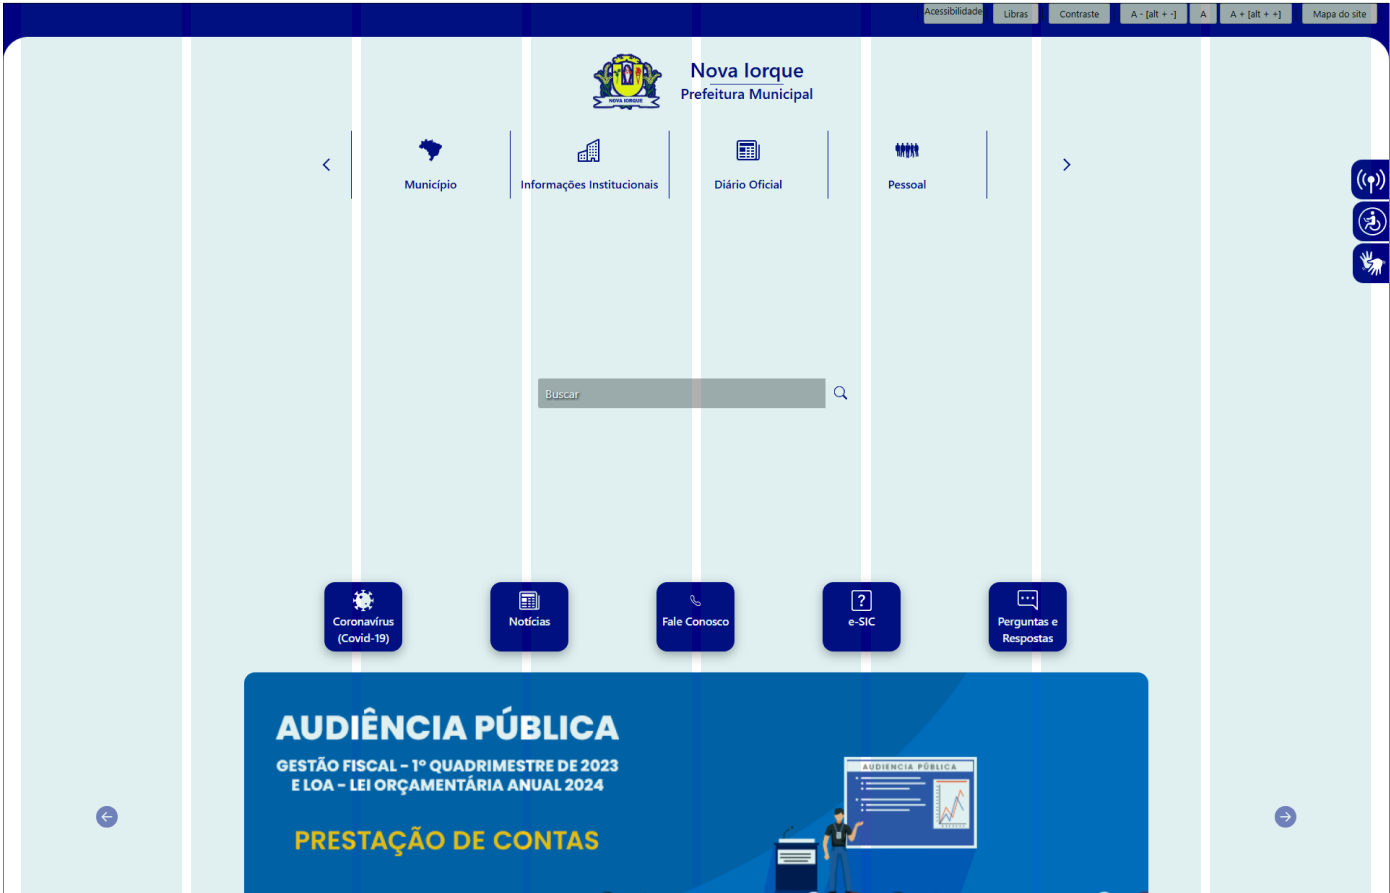 Acessibilidade
Libras
Contraste
A - [alt + -]
A
A + [alt + +]
Mapa do site
NOVA IORQUE
Nova Iorque
Prefeitura Municipal
Município
Informações Institucionais
Diário Oficial
Pessoal
Buscar
Coronavírus
(Covid-19)
Notícias
Fale Conosco
e-SIC
Perguntas e
Respostas
AUDIÊNCIA PÚBLICA
GESTÃO FISCAL - 1º QUADRIMESTRE DE 2023
E LOA - LEI ORÇAMENTÁRIA ANUAL 2024
PRESTAÇÃO DE CONTAS
AUDIENCIA PÚBLICA